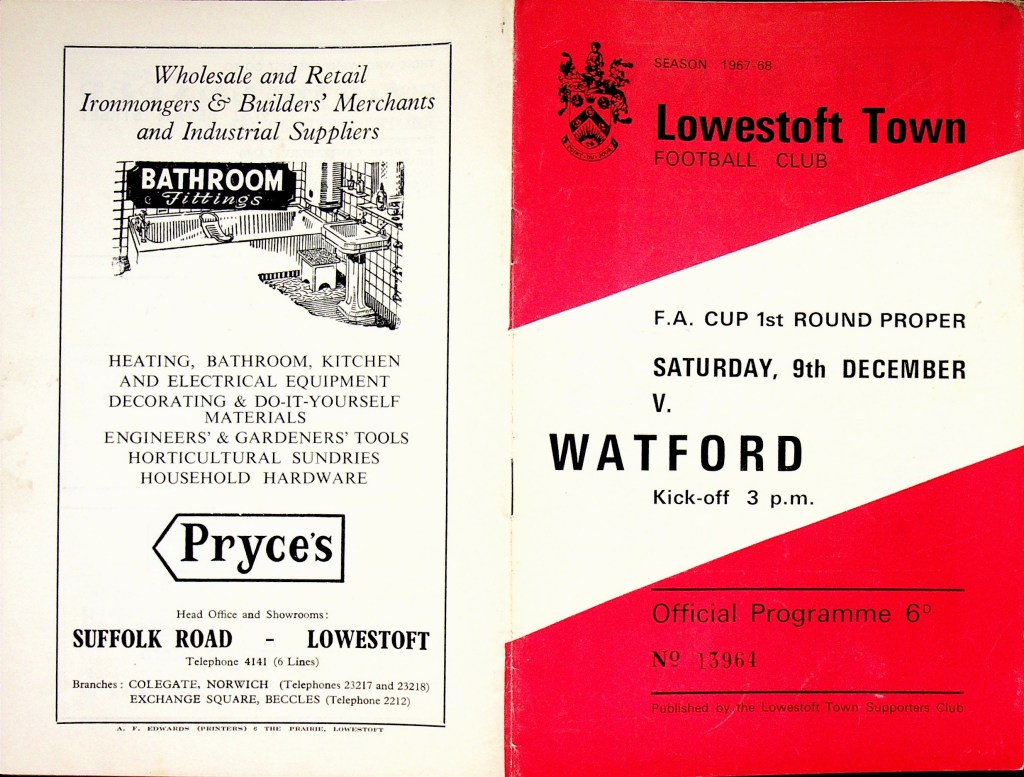 Wholesale and Retail
Ironmongers & Builders' Merchants
and Industrial Suppliers
BATHROOM
Fittings
HEATING, BATHROOM, KITCHEN
AND ELECTRICAL EQUIPMENT
DECORATING & DO-IT-YOURSELF
MATERIALS
ENGINEERS' & GARDENERS' TOOLS
HORTICULTURAL SUNDRIES
HOUSEHOLD HARDWARE
Pryce's
Head Office and Showrooms:
SUFFOLK ROAD - LOWESTOFT
Telephone 4141 (6 Lines)
Branches: COLEGATE, NORWICH (Telephones 23217 and 23218)
EXCHANGE SQUARE, BECCLES (Telephone 2212)
A. F. EDWARDS (PRINTERS) 6 THE PRAIRIE, LOWESTOFT
SEASON 1967-68
Lowestoft Town
FOOTBALL CLUB
F.A. CUP 1st ROUND PROPER
SATURDAY, 9th DECEMBER
V.
WATFORD
Kick-off 3 p.m.
Official Programme 6D
Nº 13964
Published by the Lowestoft Town Supporters Club